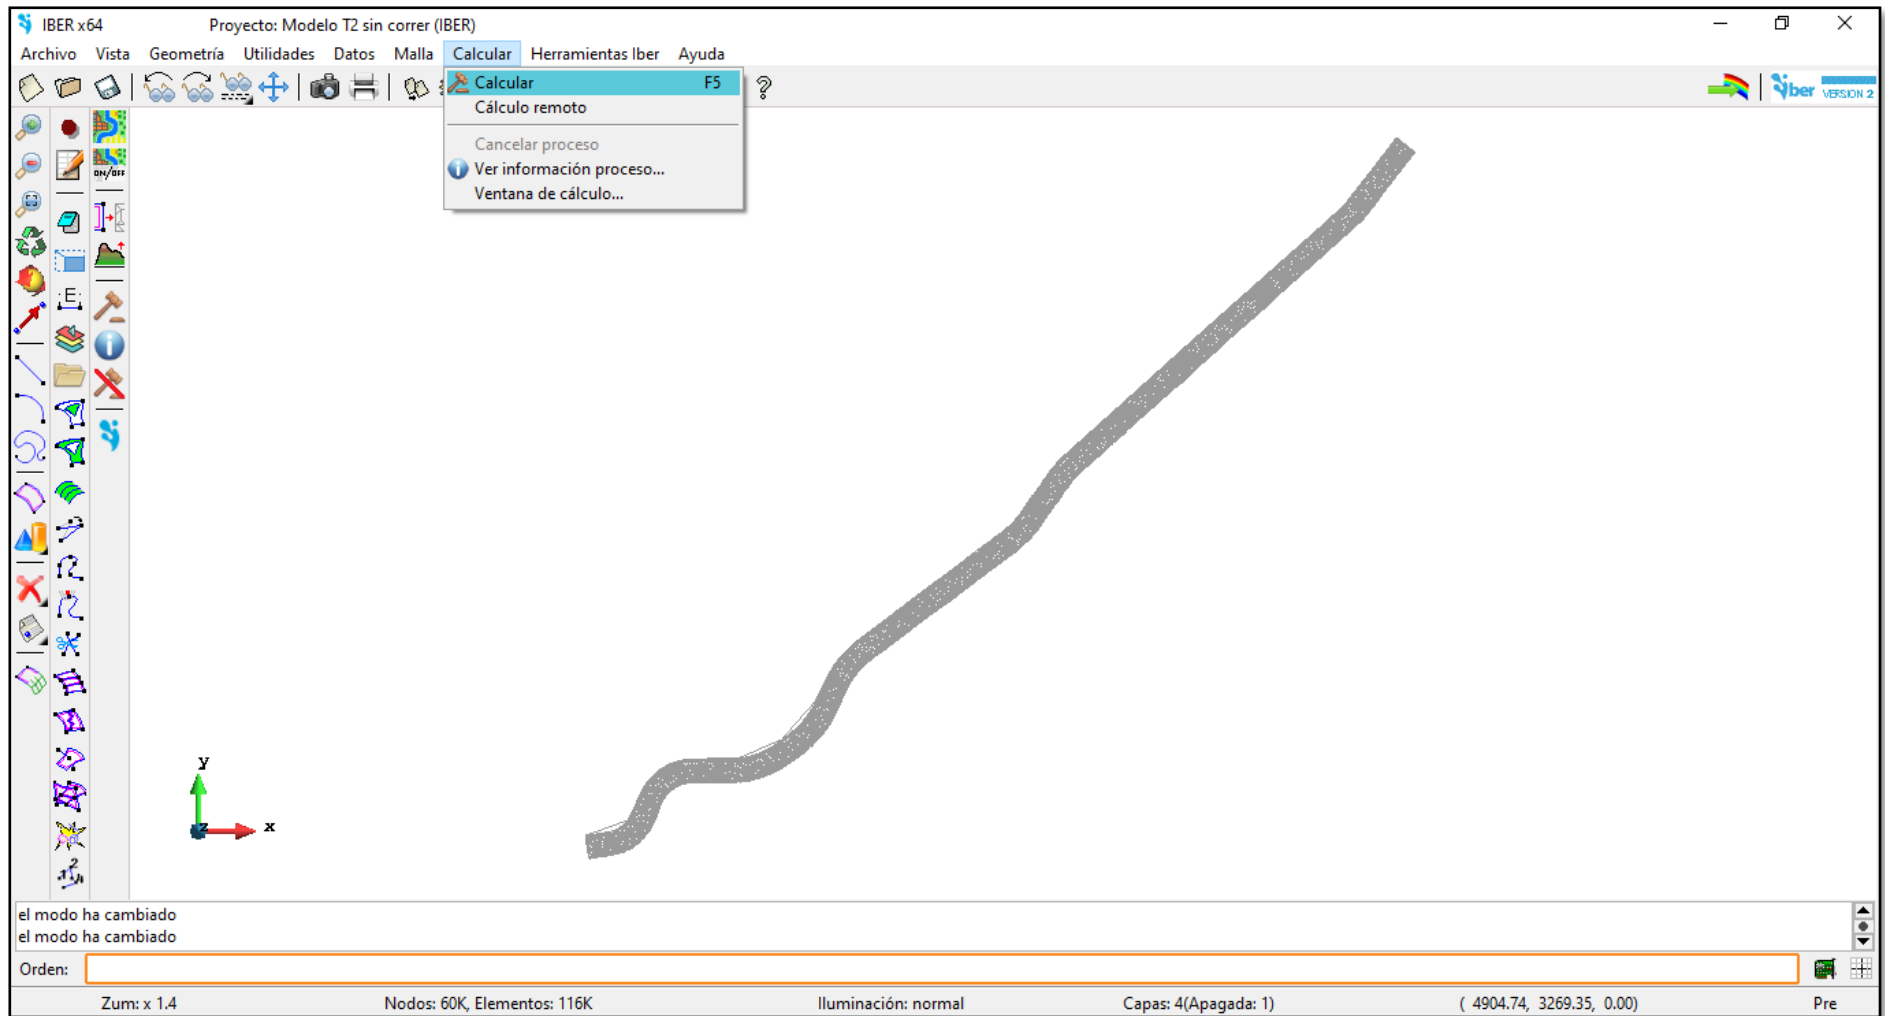 IBER x64 Proyecto: Modelo T2 sin correr (IBER)
Archivo Vista Geometría Utilidades Datos Malla Calcular Herramientas Iber Ayuda
Calcular F5
Cálculo remoto
Cancelar proceso
Ver información proceso...
Ventana de cálculo...
iber VERSION 2
ON/OFF
E
y
z x
2
el modo ha cambiado
el modo ha cambiado
Orden:
Zum: x 1.4 Nodos: 60K, Elementos: 116K Iluminación: normal Capas: 4(Apagada: 1) ( 4904.74, 3269.35, 0.00) Pre